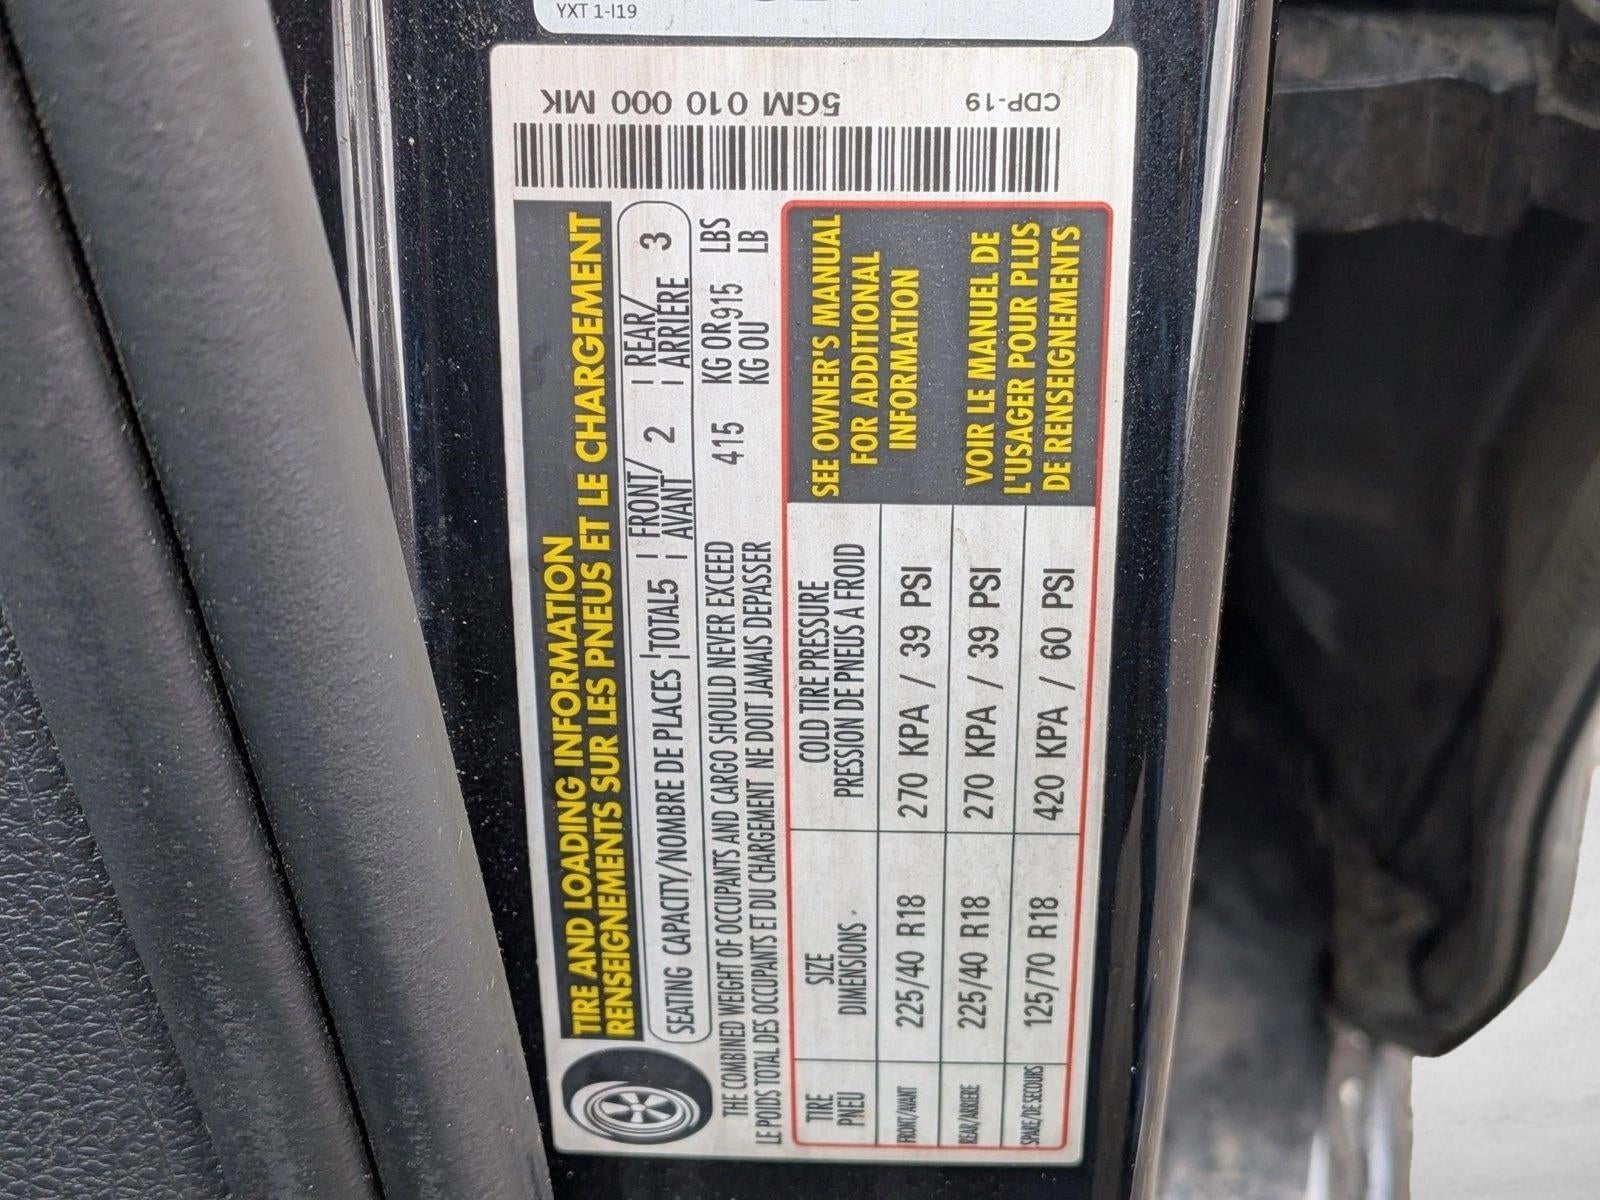 YXT 1-I19
CDP-19
5GM 010 000 MK
TIRE AND LOADING INFORMATION
RENSEIGNEMENTS SUR LES PNEUS ET LE CHARGEMENT
SEATING CAPACITY/NOMBRE DE PLACES | TOTAL 5 | FRONT/ AVANT 2 | REAR/ ARRIÈRE 3
THE COMBINED WEIGHT OF OCCUPANTS AND CARGO SHOULD NEVER EXCEED 415 KG OR 915 LBS
LE POIDS TOTAL DES OCCUPANTS ET DU CHARGEMENT NE DOIT JAMAIS DEPASSER KG OU LB
TIRE SIZE COLD TIRE PRESSURE
PNEU DIMENSIONS PRESSION DE PNEUS A FROID
FRONT/AVANT 225/40 R18 270 KPA / 39 PSI
REAR/ARRIERE 225/40 R18 270 KPA / 39 PSI
SPARE/DE SECOURS 125/70 R18 420 KPA / 60 PSI
SEE OWNER'S MANUAL
FOR ADDITIONAL
INFORMATION
VOIR LE MANUEL DE
L'USAGER POUR PLUS
DE RENSEIGNEMENTS